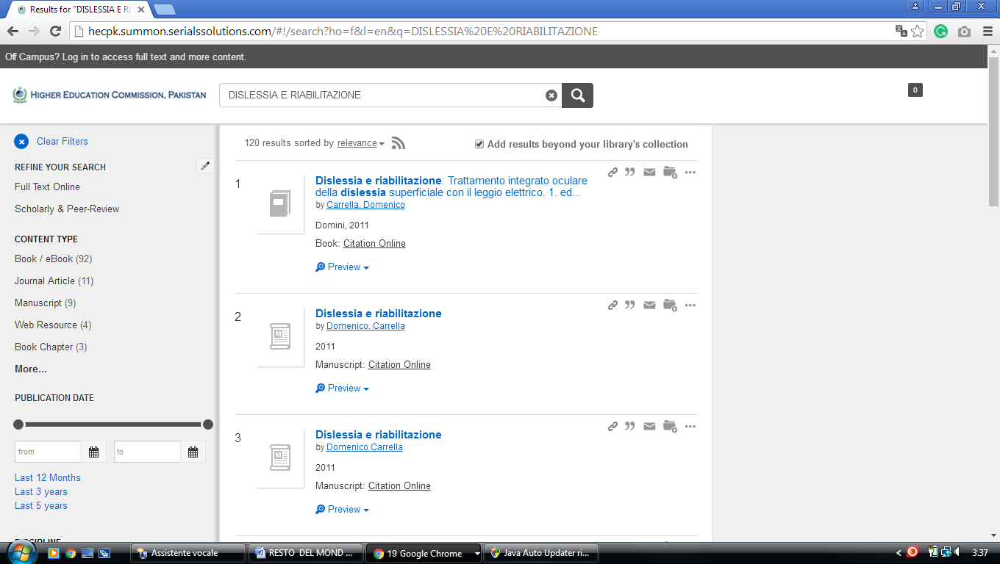 Results for "DISLESSIA E RI
hecpk.summon.serialssolutions.com/#!/search?ho=f&l=en&q=DISLESSIA%20E%20RIABILITAZIONE
Off Campus? Log in to access full text and more content.
HIGHER EDUCATION COMMISSION, PAKISTAN
DISLESSIA E RIABILITAZIONE
0
Clear Filters
REFINE YOUR SEARCH
Full Text Online
Scholarly & Peer-Review
CONTENT TYPE
Book / eBook (92)
Journal Article (11)
Manuscript (9)
Web Resource (4)
Book Chapter (3)
More...
PUBLICATION DATE
from
to
Last 12 Months
Last 3 years
Last 5 years
DISCIPLINE
120 results sorted by relevance
Add results beyond your library's collection
1
Dislessia e riabilitazione: Trattamento integrato oculare
della dislessia superficiale con il leggio elettrico. 1. ed...
by Carrella, Domenico
Domini, 2011
Book: Citation Online
Preview
2
Dislessia e riabilitazione
by Domenico. Carrella
2011
Manuscript: Citation Online
Preview
3
Dislessia e riabilitazione
by Domenico Carrella
2011
Manuscript: Citation Online
Preview
Assistente vocale
RESTO DEL MOND ...
19 Google Chrome
Java Auto Updater ri...
3.37